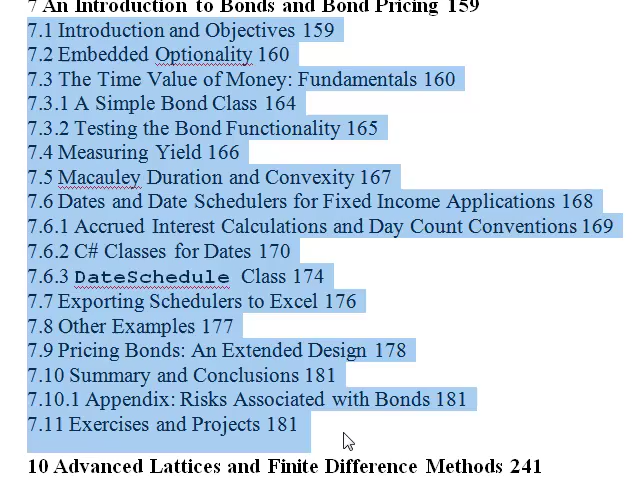 7 An Introduction to Bonds and Bond Pricing 159
7.1 Introduction and Objectives 159
7.2 Embedded Optionality 160
7.3 The Time Value of Money: Fundamentals 160
7.3.1 A Simple Bond Class 164
7.3.2 Testing the Bond Functionality 165
7.4 Measuring Yield 166
7.5 Macauley Duration and Convexity 167
7.6 Dates and Date Schedulers for Fixed Income Applications 168
7.6.1 Accrued Interest Calculations and Day Count Conventions 169
7.6.2 C# Classes for Dates 170
7.6.3 DateSchedule Class 174
7.7 Exporting Schedulers to Excel 176
7.8 Other Examples 177
7.9 Pricing Bonds: An Extended Design 178
7.10 Summary and Conclusions 181
7.10.1 Appendix: Risks Associated with Bonds 181
7.11 Exercises and Projects 181
10 Advanced Lattices and Finite Difference Methods 241